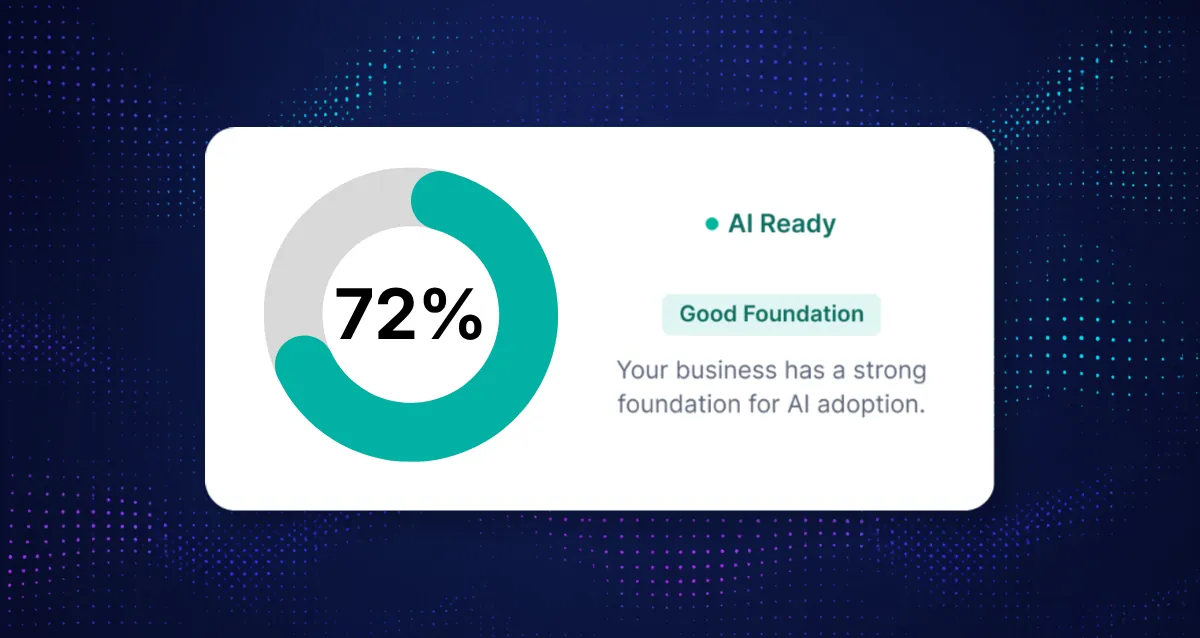 72%
AI Ready
Good Foundation
Your business has a strong
foundation for AI adoption.